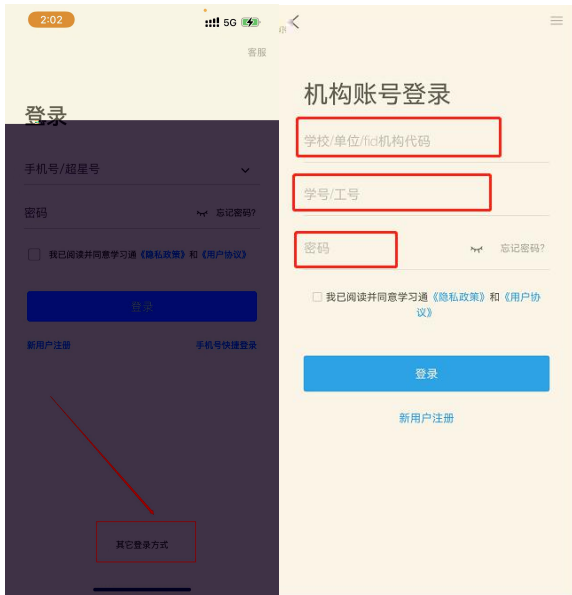 2:02
5G
客服
登录
手机号/超星号
密码
忘记密码?
我已阅读并同意学习通《隐私政策》和《用户协议》
登录
新用户注册
手机号快捷登录
其它登录方式
机构账号登录
学校/单位/fid机构代码
学号/工号
密码
忘记密码?
我已阅读并同意学习通《隐私政策》和《用户协
议》
登录
新用户注册